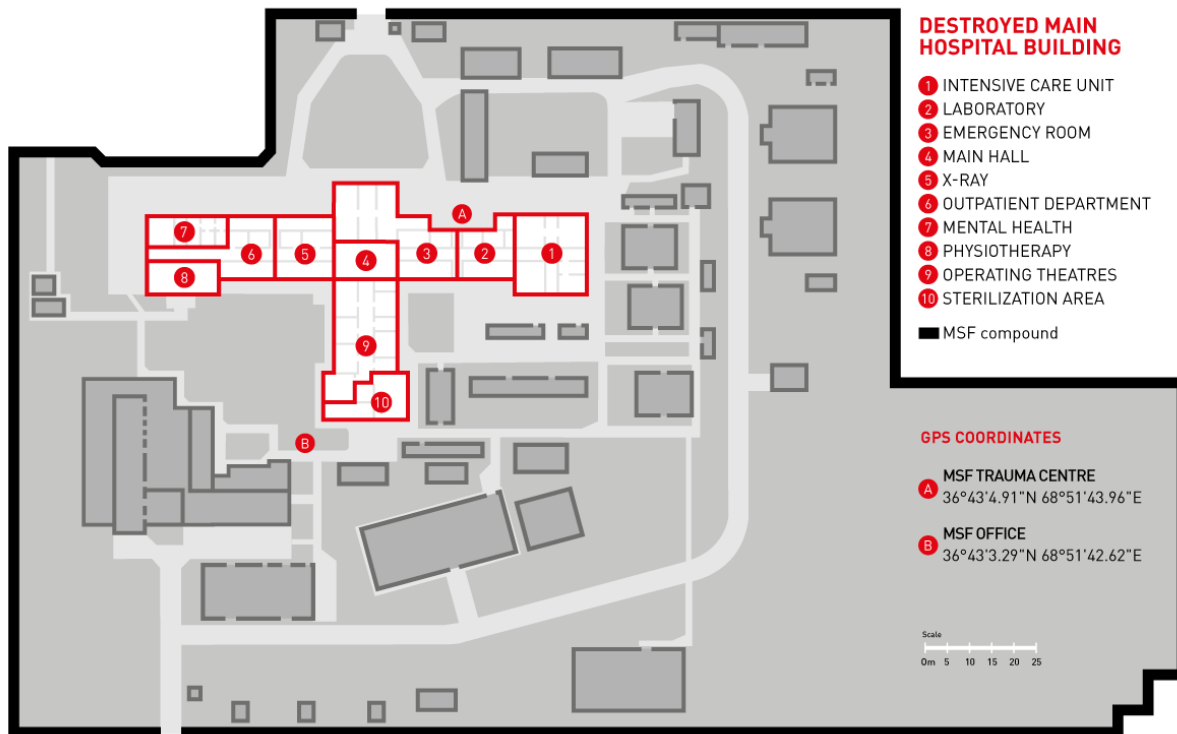 DESTROYED MAIN
HOSPITAL BUILDING
1 INTENSIVE CARE UNIT
2 LABORATORY
3 EMERGENCY ROOM
4 MAIN HALL
5 X-RAY
6 OUTPATIENT DEPARTMENT
7 MENTAL HEALTH
8 PHYSIOTHERAPY
9 OPERATING THEATRES
10 STERILIZATION AREA
MSF compound
GPS COORDINATES
A MSF TRAUMA CENTRE
36°43'4.91"N 68°51'43.96"E
B MSF OFFICE
36°43'3.29"N 68°51'42.62"E
Scale
0m 5 10 15 20 25
A
7
6
5
4
3
2
1
8
9
10
B